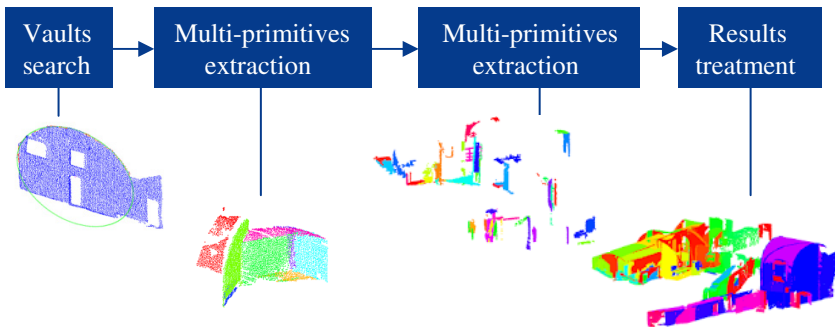 Vaults
search
Multi-primitives
extraction
Multi-primitives
extraction
Results
treatment